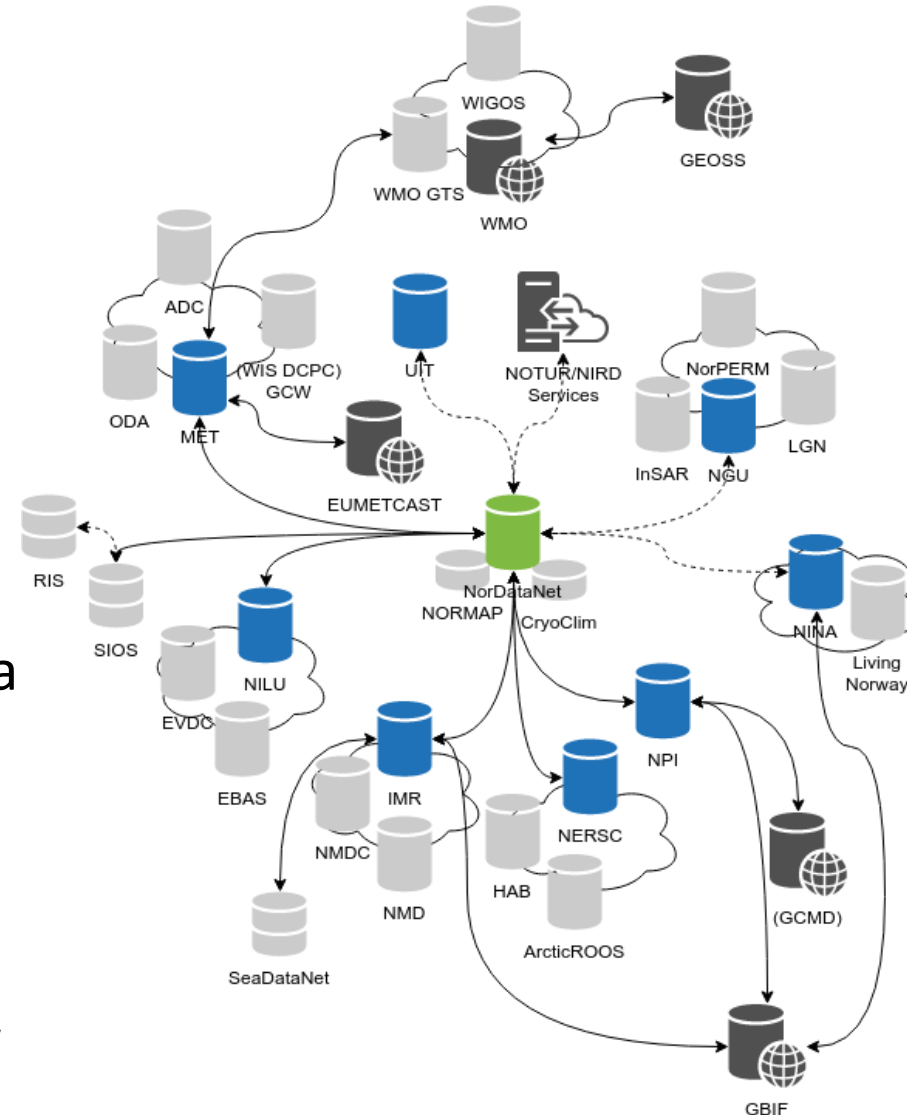 WIGOS
GEOSS
WMO GTS
WMO
ADC
(WIS DCPC)
GCW
UIT
NOTUR/NIRD
Services
NorPERM
ODA
MET
LGN
InSAR
NGU
EUMETCAST
RIS
NorDataNet
NORMAP
CryoClim
SIOS
NINA
Living
Norway
a
NILU
EVDC
NPI
EBAS
IMR
NERSC
NMDC
HAB
NMD
(GCMD)
ArcticROOS
SeaDataNet
GBIF